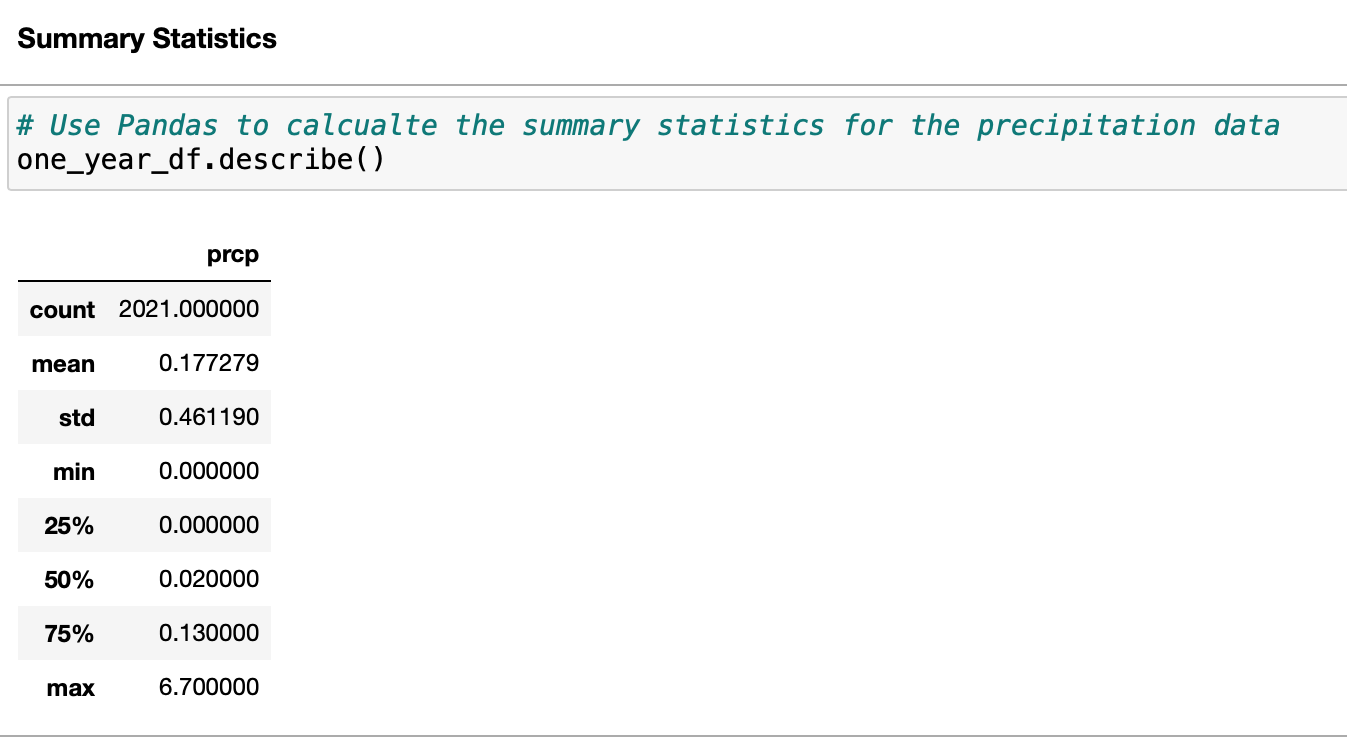 Summary Statistics
# Use Pandas to calcualte the summary statistics for the precipitation data
one_year_df.describe()
prcp
count 2021.000000
mean 0.177279
std 0.461190
min 0.000000
25% 0.000000
50% 0.020000
75% 0.130000
max 6.700000